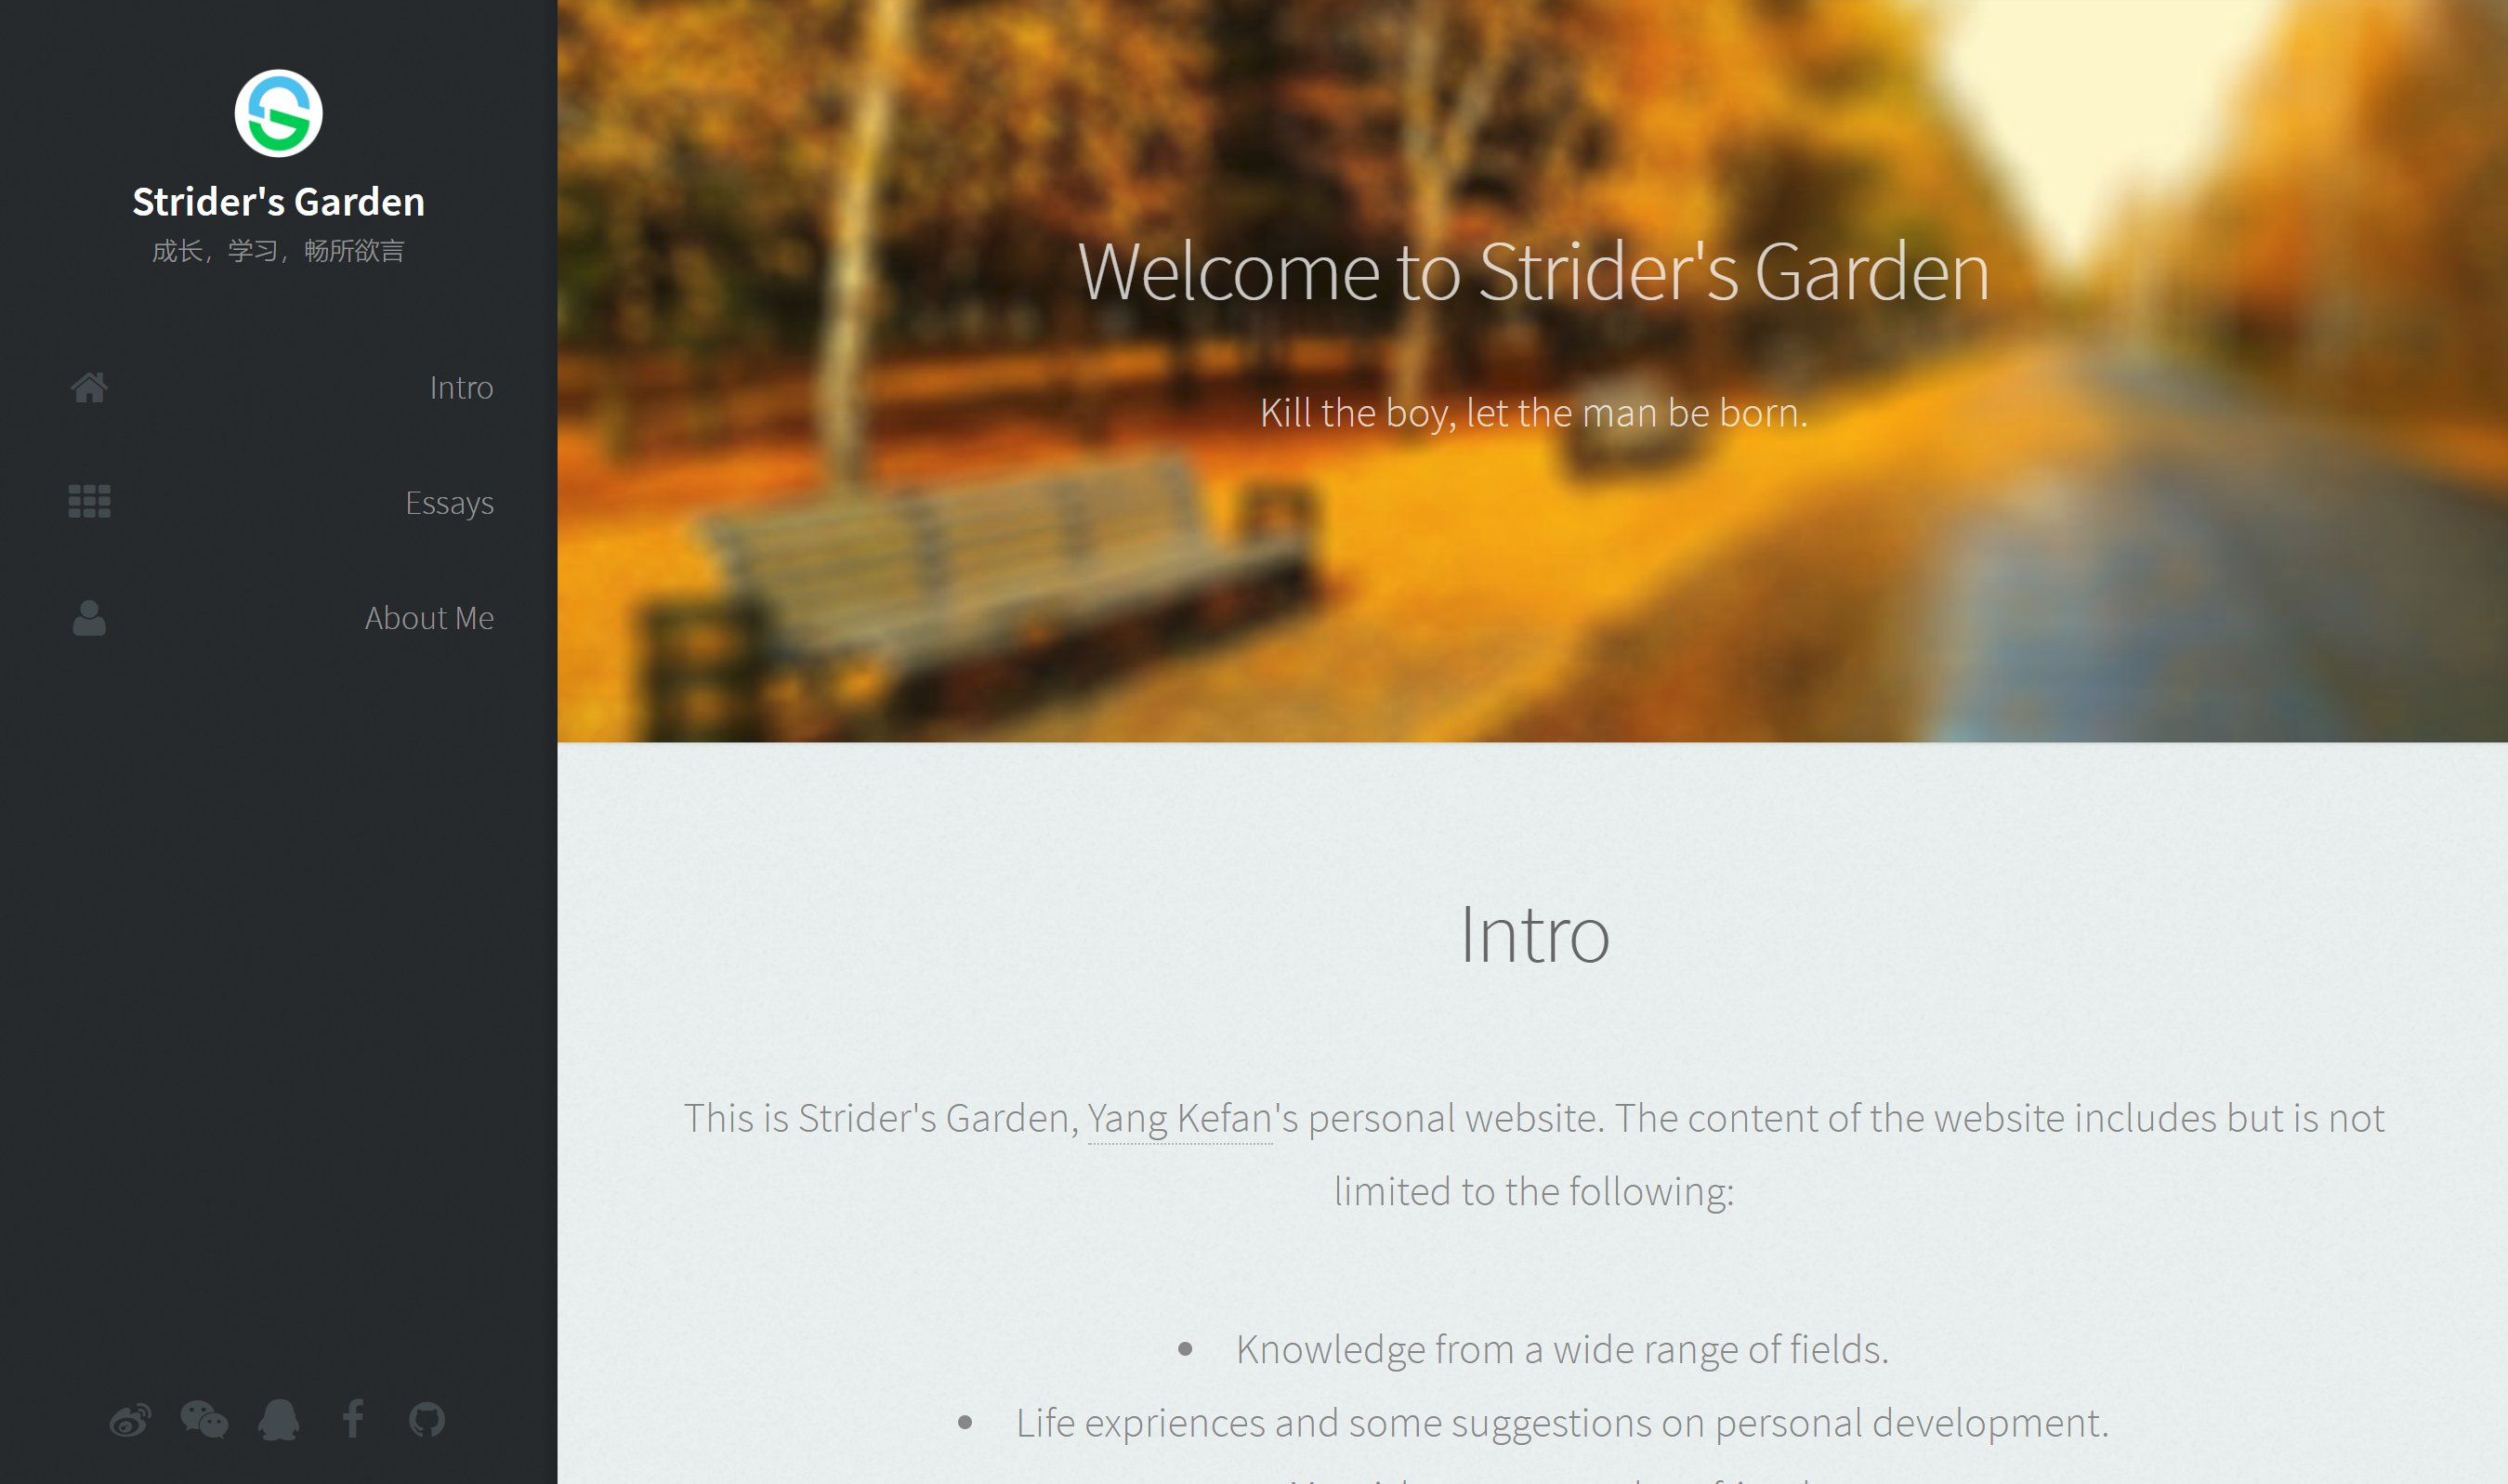 Strider's Garden
成长，学习，畅所欲言
Intro
Essays
About Me
Welcome to Strider's Garden
Kill the boy, let the man be born.
Intro
This is Strider's Garden, Yang Kefan's personal website. The content of the website includes but is not
limited to the following:
Knowledge from a wide range of fields.
Life expriences and some suggestions on personal development.